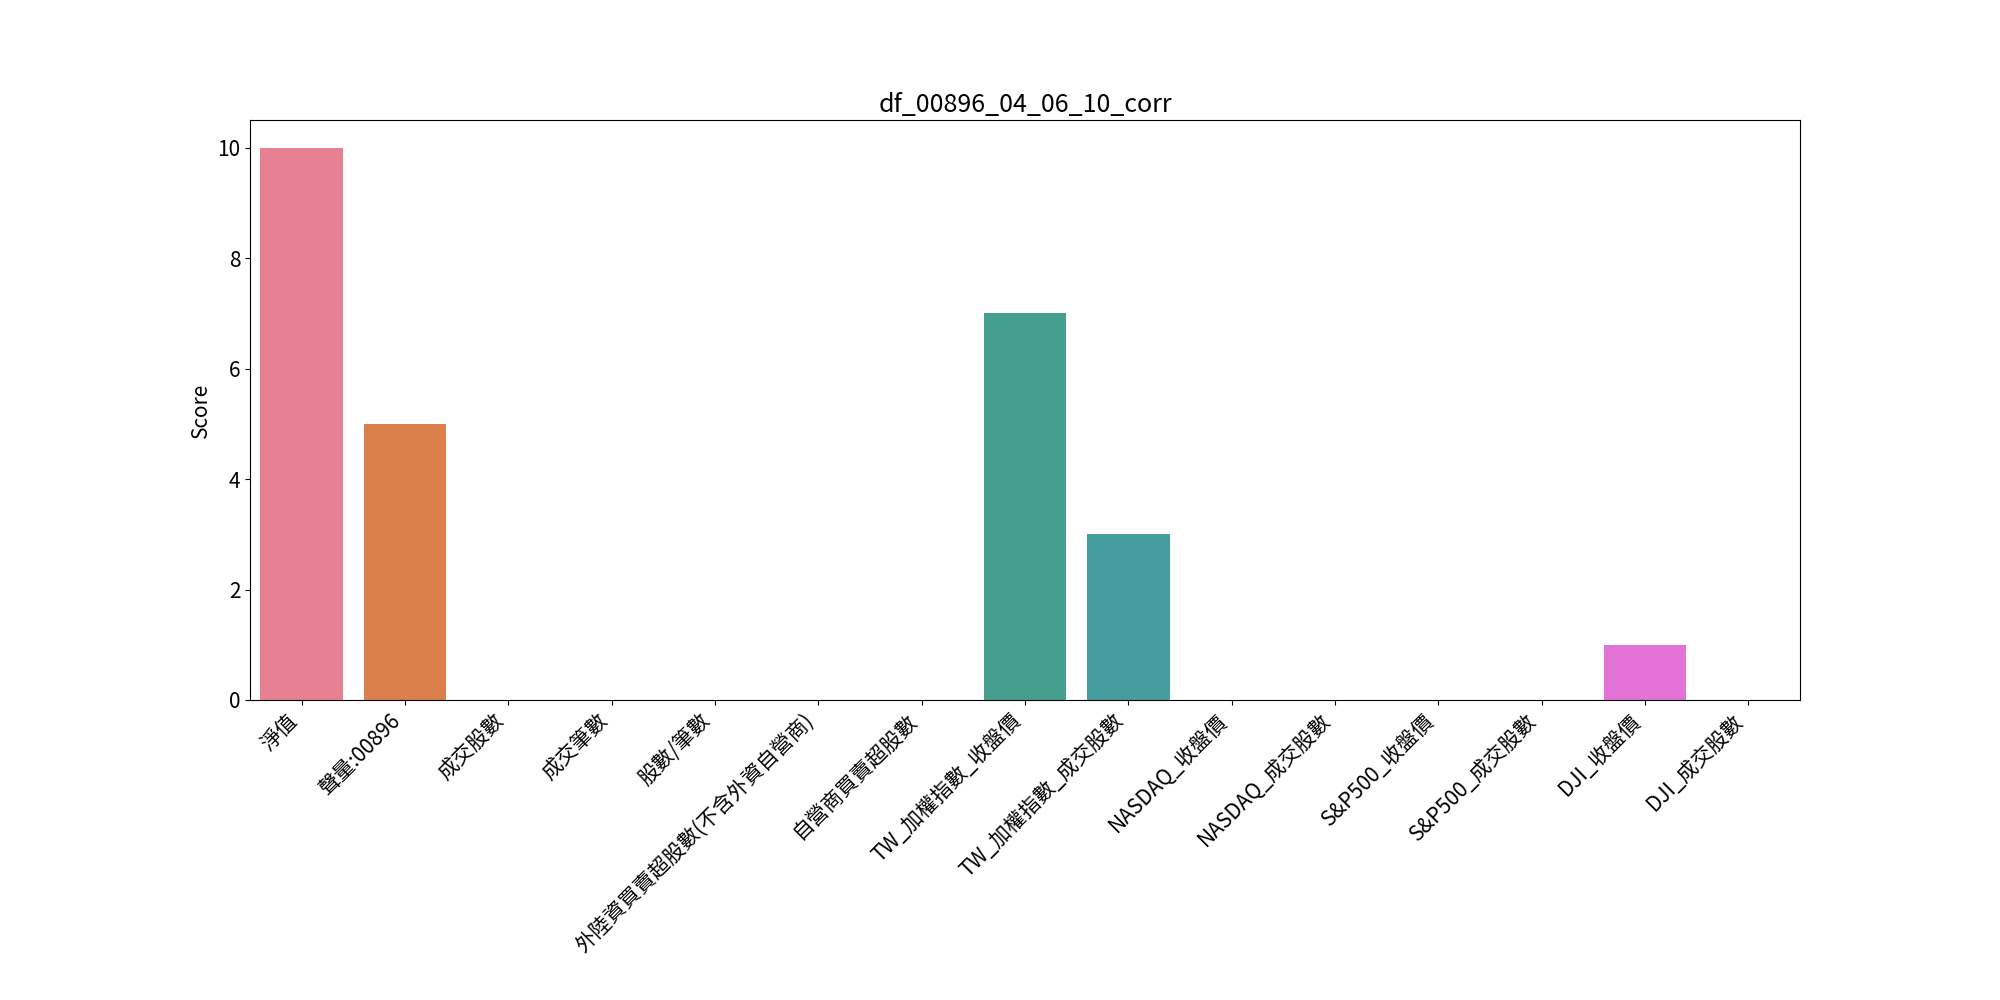 df_00896_04_06_10_corr
Score
10
8
6
4
2
0
淨值
聲量:00896
成交股數
成交筆數
股數/筆數
外陸資買賣超股數(不含外資自營商)
自營商買賣超股數
TW_加權指數_收盤價
TW_加權指數_成交股數
NASDAQ_收盤價
NASDAQ_成交股數
S&P500_收盤價
S&P500_成交股數
DJI_收盤價
DJI_成交股數